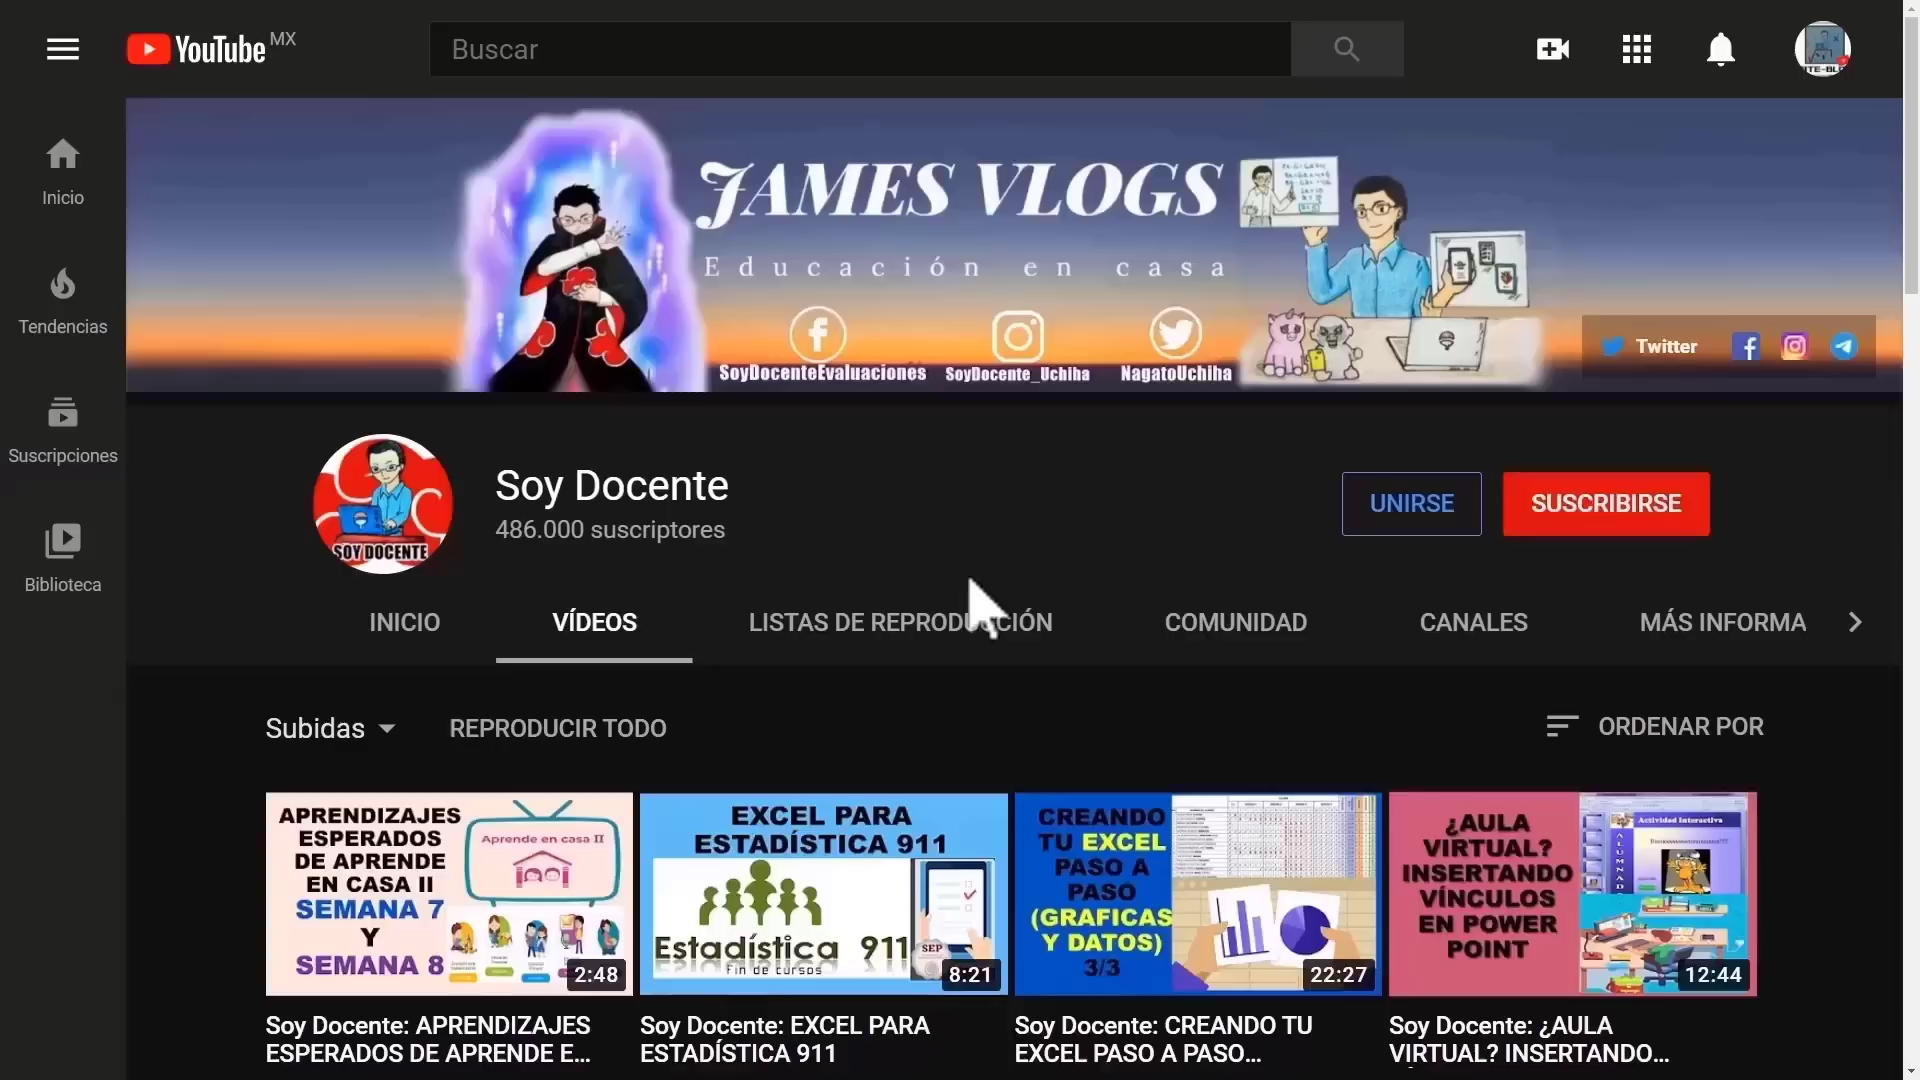 YouTube MX
Buscar
Inicio
Tendencias
Suscripciones
Biblioteca
JAMES VLOGS
Educación en casa
SoyDocenteEvaluaciones
SoyDocente_Uchiha
NagatoUchiha
Twitter
SOY DOCENTE
Soy Docente
486.000 suscriptores
UNIRSE
SUSCRIBIRSE
INICIO
VÍDEOS
LISTAS DE REPRODUCCIÓN
COMUNIDAD
CANALES
MÁS INFORMA
Subidas
REPRODUCIR TODO
ORDENAR POR
APRENDIZAJES
ESPERADOS
DE APRENDE
EN CASA II
SEMANA 7
Y
SEMANA 8
Aprende en casa II
2:48
EXCEL PARA
ESTADÍSTICA 911
Estadística 911
Fin de cursos
SEP
8:21
CREANDO
TU EXCEL
PASO A
PASO
(GRAFICAS
Y DATOS)
3/3
22:27
¿AULA
VIRTUAL?
INSERTANDO
VÍNCULOS
EN POWER
POINT
Actividad Interactiva
12:44
Soy Docente: APRENDIZAJES
ESPERADOS DE APRENDE E...
Soy Docente: EXCEL PARA
ESTADÍSTICA 911
Soy Docente: CREANDO TU
EXCEL PASO A PASO...
Soy Docente: ¿AULA
VIRTUAL? INSERTANDO...